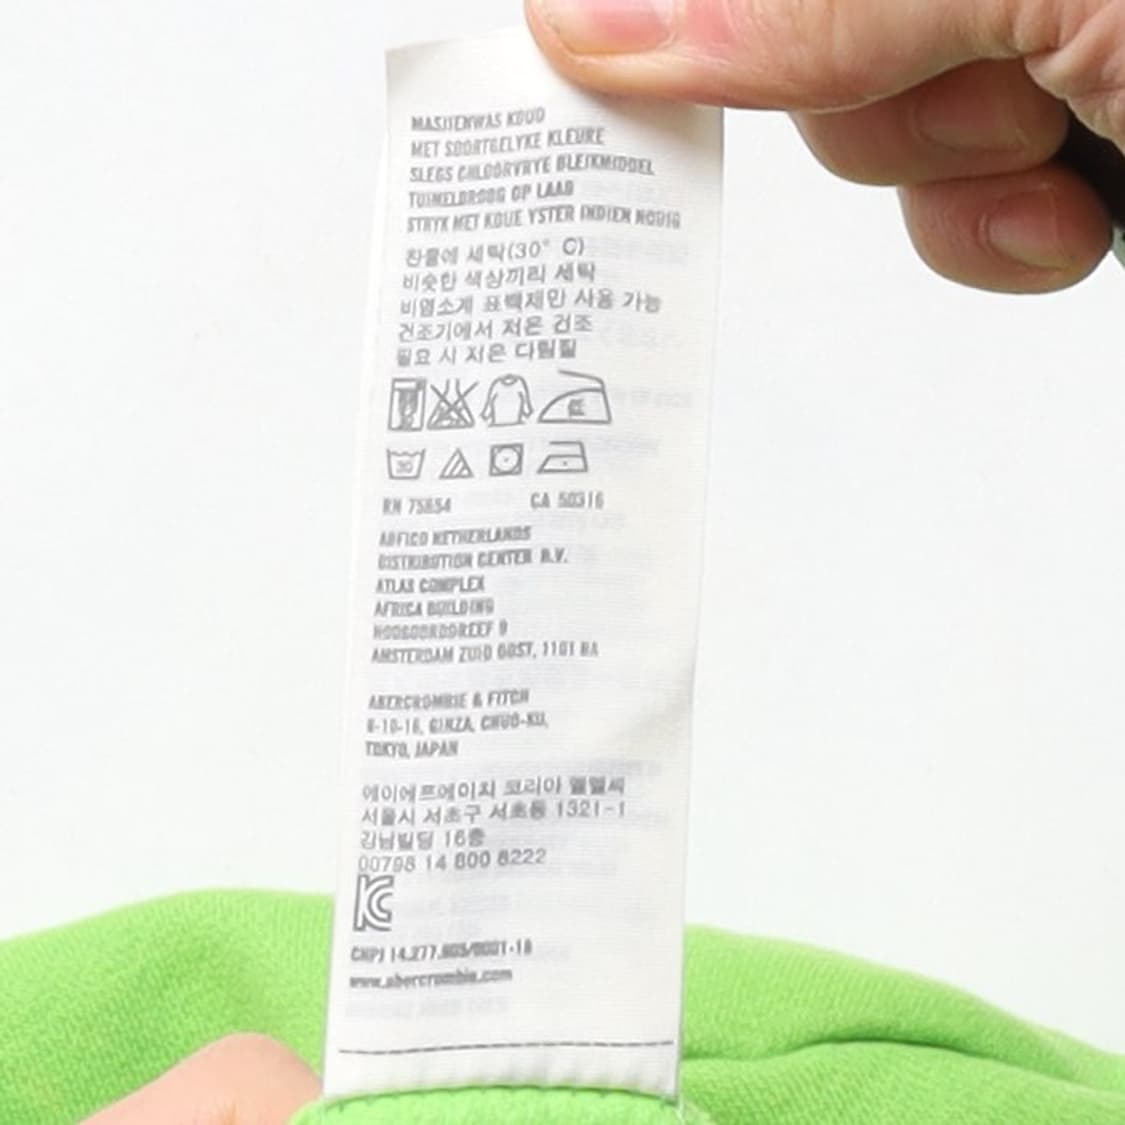 MASJIENWAS KOUD
MET SOORTGELYKE KLEURE
SLEGS CHLOORVRYE BLEIKMIDDEL
TUIMELDROOG OP LAAG
STRYK MET KOUE YSTER INDIEN NODIG
찬물에 세탁(30° C)
비슷한 색상끼리 세탁
비염소계 표백제만 사용 가능
건조기에서 저온 건조
필요 시 저온 다림질
30
RN 75654 CA 50316
ANFICO NETHERLANDS
DISTRIBUTION CENTER B.V.
ATLAS COMPLEX
AFRICA BUILDING
HOOGOORDDREEF 9
AMSTERDAM ZUID OOST, 1101 BA
ABERCROMBIE & FITCH
6-10-16, GINZA, CHUO-KU,
TOKYO, JAPAN
에이에프에이치 코리아 엘엘씨
서울시 서초구 서초동 1321-1
강남빌딩 16층
00798 14 800 8222
KC
CNPJ 14.277.
www.abercrombie.com